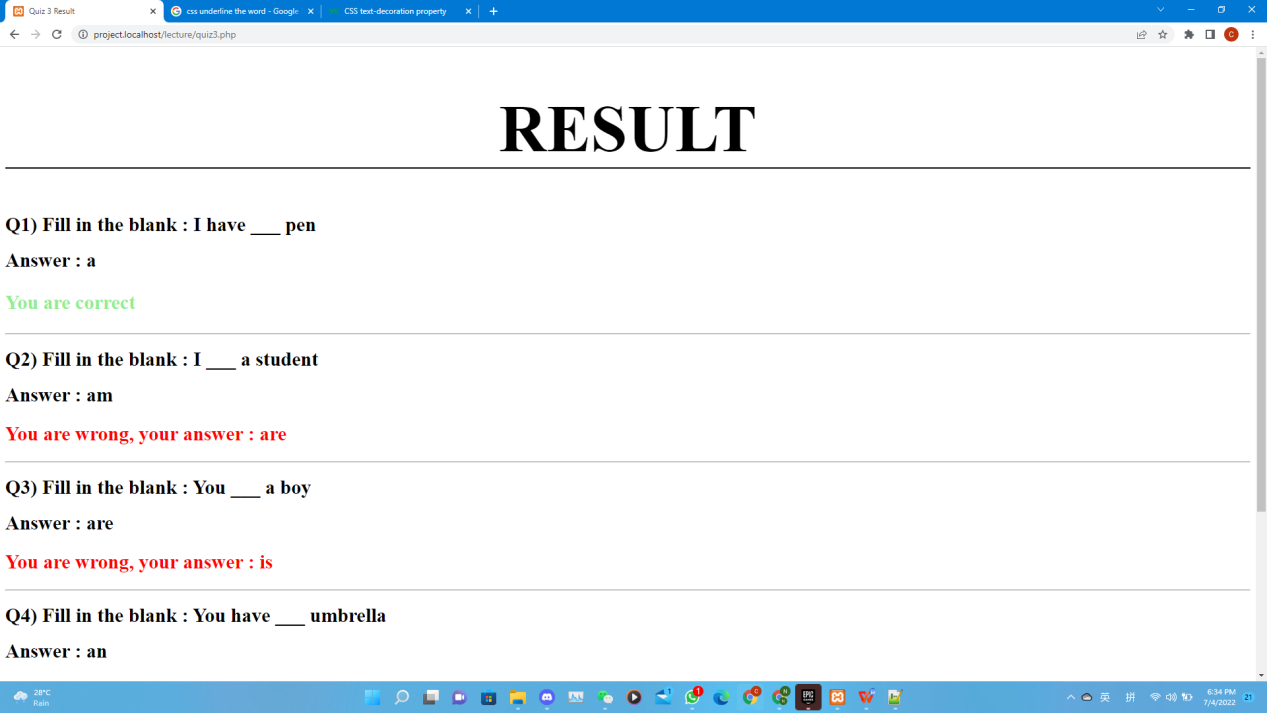 Quiz 3 Result
css underline the word - Google
CSS text-decoration property
project.localhost/lecture/quiz3.php
C
RESULT
Q1) Fill in the blank : I have ___ pen
Answer : a
You are correct
Q2) Fill in the blank : I ___ a student
Answer : am
You are wrong, your answer : are
Q3) Fill in the blank : You ___ a boy
Answer : are
You are wrong, your answer : is
Q4) Fill in the blank : You have ___ umbrella
Answer : an
28°C
Rain
1
1
C
N
EPIC
英
拼
6:34 PM
7/4/2022
21